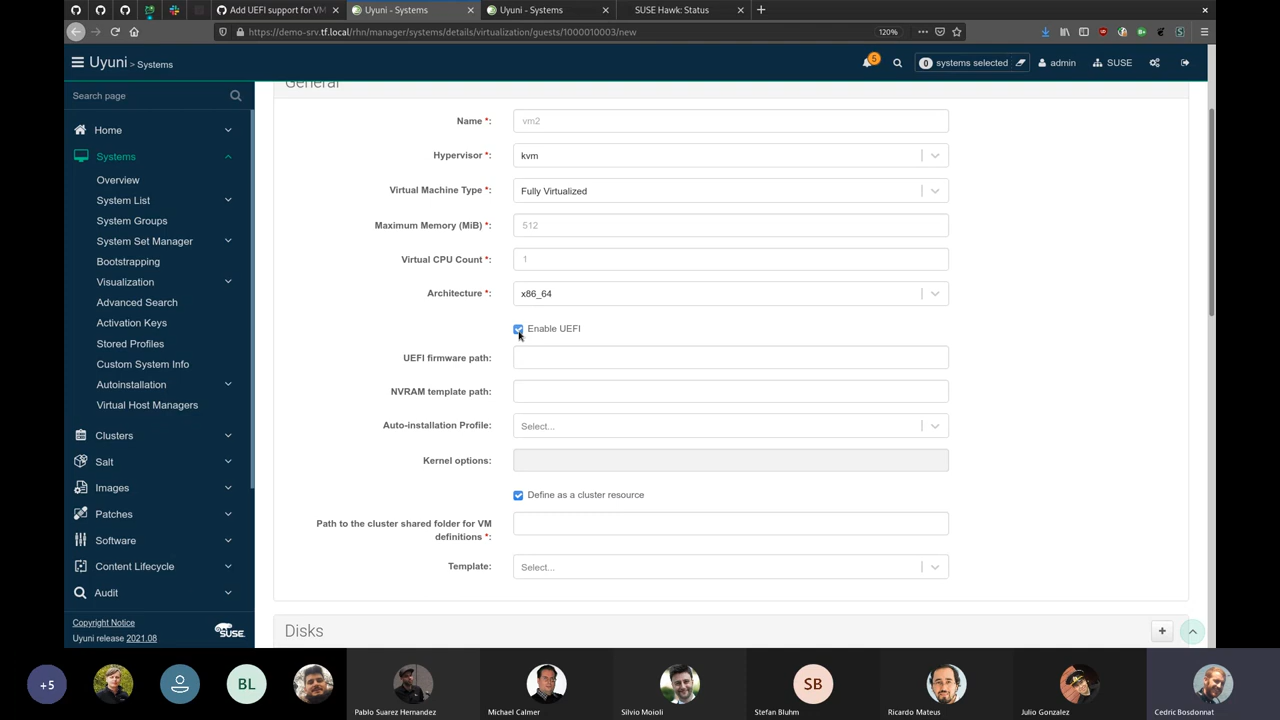 Add UEFI support for VM
Uyuni - Systems
Uyuni - Systems
SUSE Hawk: Status
https://demo-srv.tf.local/rhn/manager/systems/details/virtualization/guests/1000010003/new
120%
Uyuni > Systems
5
0 systems selected
admin
SUSE
Search page
Home
Systems
Overview
System List
System Groups
System Set Manager
Bootstrapping
Visualization
Advanced Search
Activation Keys
Stored Profiles
Custom System Info
Autoinstallation
Virtual Host Managers
Clusters
Salt
Images
Patches
Software
Content Lifecycle
Audit
Copyright Notice
Uyuni release 2021.08
SUSE
General
Name *:
vm2
Hypervisor *:
kvm
Virtual Machine Type *:
Fully Virtualized
Maximum Memory (MiB) *:
512
Virtual CPU Count *:
1
Architecture *:
x86_64
Enable UEFI
UEFI firmware path:
NVRAM template path:
Auto-installation Profile:
Select...
Kernel options:
Define as a cluster resource
Path to the cluster shared folder for VM
definitions *:
Template:
Select...
Disks
+5
BL
SB
Pablo Suarez Hernandez
Michael Calmer
Silvio Moioli
Stefan Bluhm
Ricardo Mateus
Julio Gonzalez
Cedric Bosdonnat